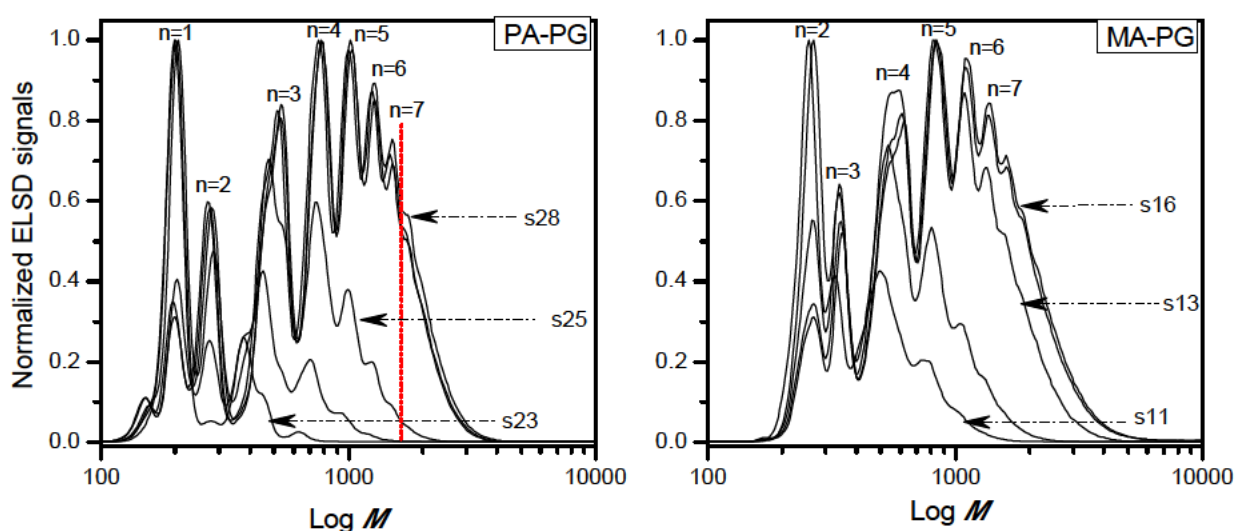 n=1
n=4
n=5
PA-PG
n=6
n=3
n=7
n=2
s28
s25
s23
1.0
0.8
0.6
0.4
0.2
0.0
Normalized ELSD signals
100
1000
10000
Log M
n=2
n=5
MA-PG
n=6
n=4
n=7
n=3
s16
s13
s11
1.0
0.8
0.6
0.4
0.2
0.0
100
1000
10000
Log M